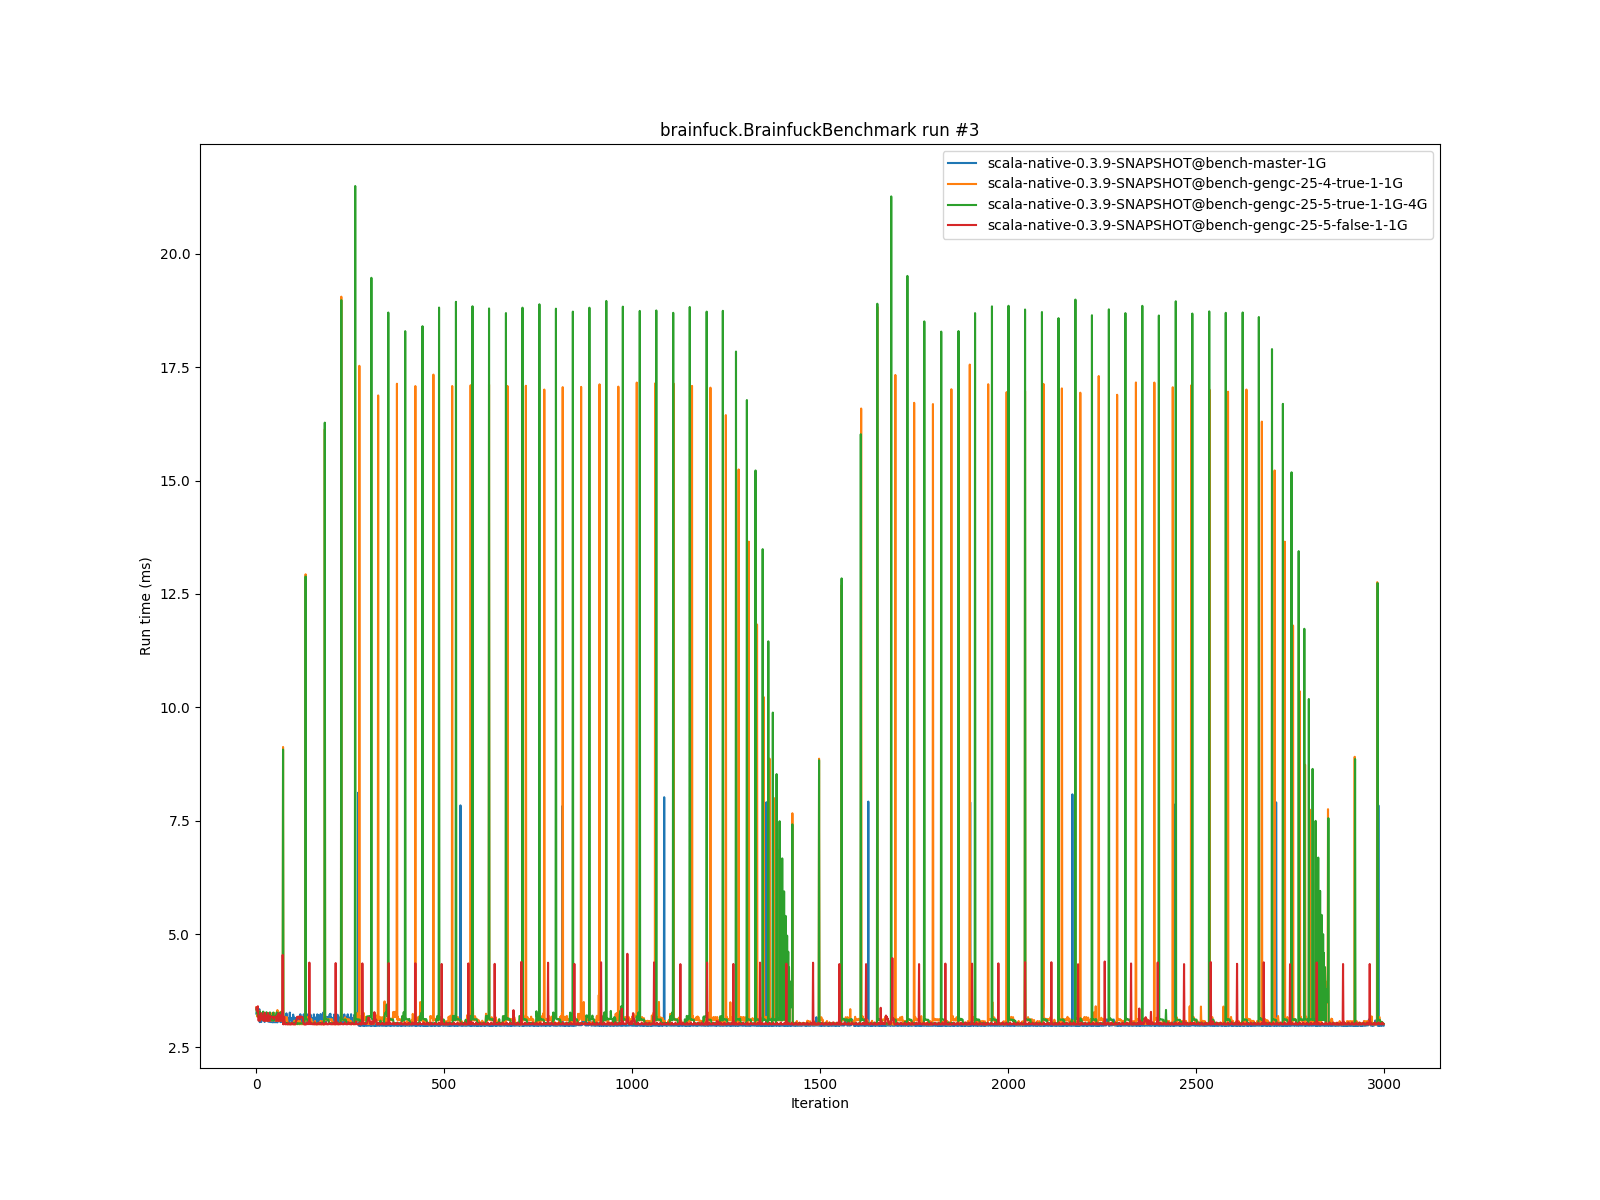 brainfuck.BrainfuckBenchmark run #3
scala-native-0.3.9-SNAPSHOT@bench-master-1G
scala-native-0.3.9-SNAPSHOT@bench-gengc-25-4-true-1-1G
scala-native-0.3.9-SNAPSHOT@bench-gengc-25-5-true-1-1G-4G
scala-native-0.3.9-SNAPSHOT@bench-gengc-25-5-false-1-1G
20.0
17.5
15.0
12.5
10.0
7.5
5.0
2.5
Run time (ms)
0 500 1000 1500 2000 2500 3000
Iteration